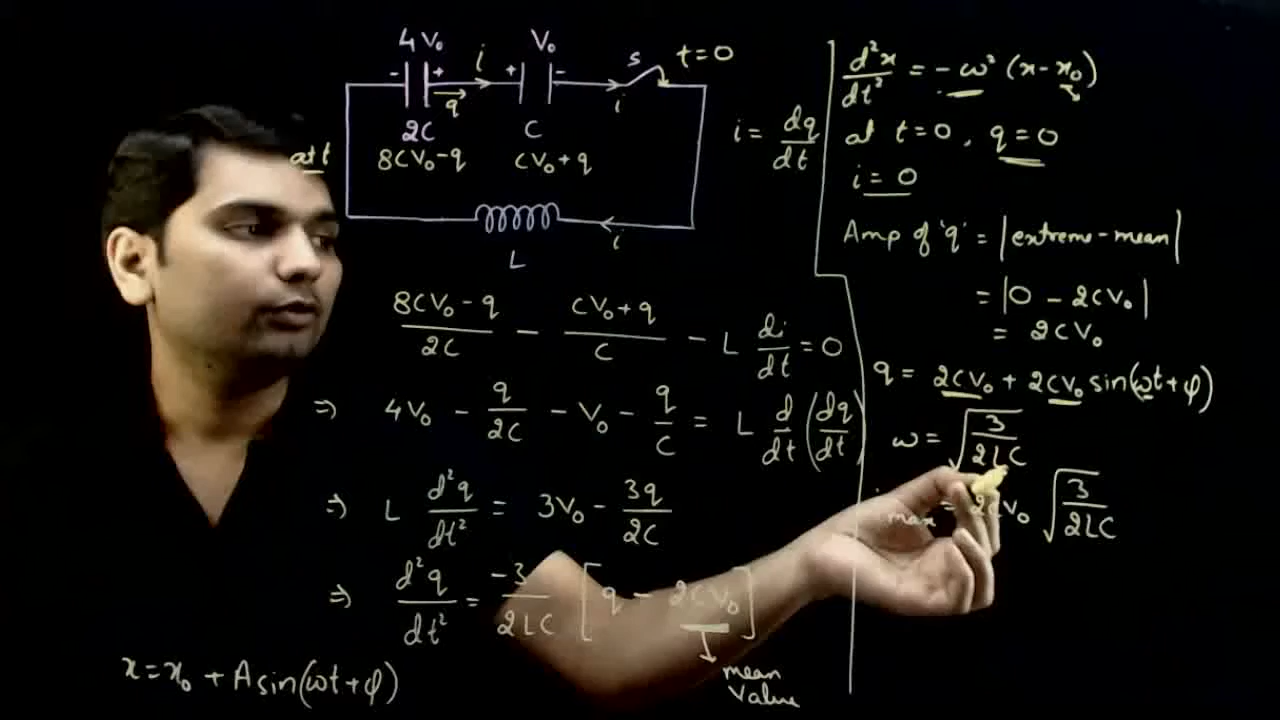 4V₀ V₀ s t=0
- + i + -
q i
2C C
at t 8CV₀-q CV₀+q
i = dq/dt
i
L
(8CV₀-q)/2C - (CV₀+q)/C - L di/dt = 0
⇒ 4V₀ - q/2C - V₀ - q/C = L d/dt (dq/dt)
⇒ L d²q/dt² = 3V₀ - 3q/2C
⇒ d²q/dt² = -3/2LC [q - 2CV₀]
mean
value
x = x₀ + A sin(ωt+φ)
d²x/dt² = -ω² (x-x₀)
at t=0, q=0
i = 0
Amp of 'q' = |extreme-mean|
= |0 - 2CV₀|
= 2CV₀
q = 2CV₀ + 2CV₀ sin(ωt+φ)
ω = √(3/2LC)
max = 2CV₀ √(3/2LC)